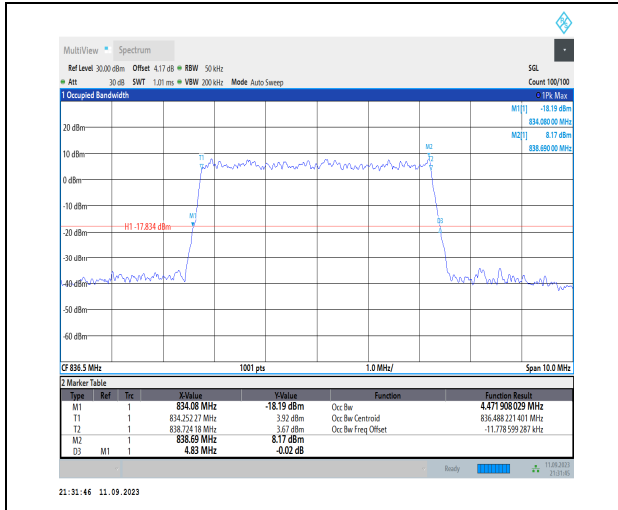 MultiView Spectrum
Ref Level 30.00 dBm Offset 4.17 dB RBW 50 kHz SGL
Att 30 dB SWT 1.01 ms VBW 200 kHz Mode Auto Sweep Count 100/100
1 Occupied Bandwidth 1Pk Max
M1[1] -18.19 dBm
834.080 00 MHz
M2[1] 8.17 dBm
838.690 00 MHz
20 dBm
M2
10 dBm
T1
T2
0 dBm
-10 dBm
M1
D3
H1 -17.834 dBm
-20 dBm
-30 dBm
-40 dBm
-50 dBm
-60 dBm
CF 836.5 MHz 1001 pts 1.0 MHz/ Span 10.0 MHz
2 Marker Table
Type Ref Trc X-Value Y-Value Function Function Result
M1 1 834.08 MHz -18.19 dBm Occ Bw 4.471 908 029 MHz
T1 1 834.252 27 MHz 3.92 dBm Occ Bw Centroid 836.488 221 401 MHz
T2 1 838.724 18 MHz 3.67 dBm Occ Bw Freq Offset -11.778 599 287 kHz
M2 1 838.69 MHz 8.17 dBm
D3 M1 1 4.83 MHz -0.02 dB
Ready 11.09.2023
21:31:45
21:31:46 11.09.2023